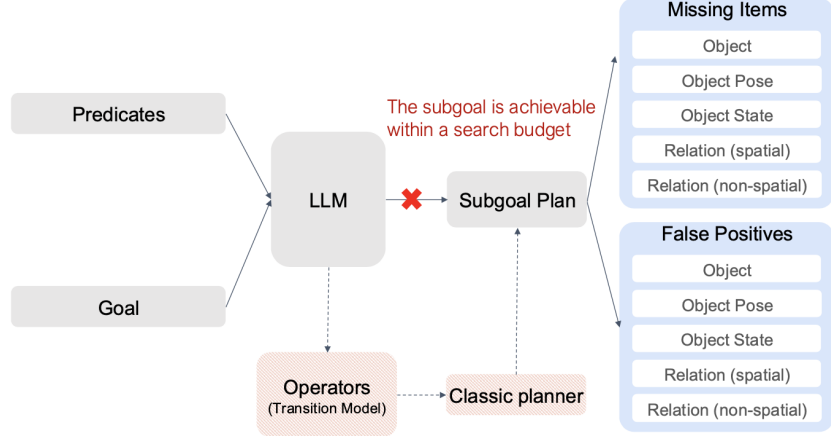 Predicates
Goal
LLM
The subgoal is achievable
within a search budget
Subgoal Plan
Operators
(Transition Model)
Classic planner
Missing Items
Object
Object Pose
Object State
Relation (spatial)
Relation (non-spatial)
False Positives
Object
Object Pose
Object State
Relation (spatial)
Relation (non-spatial)